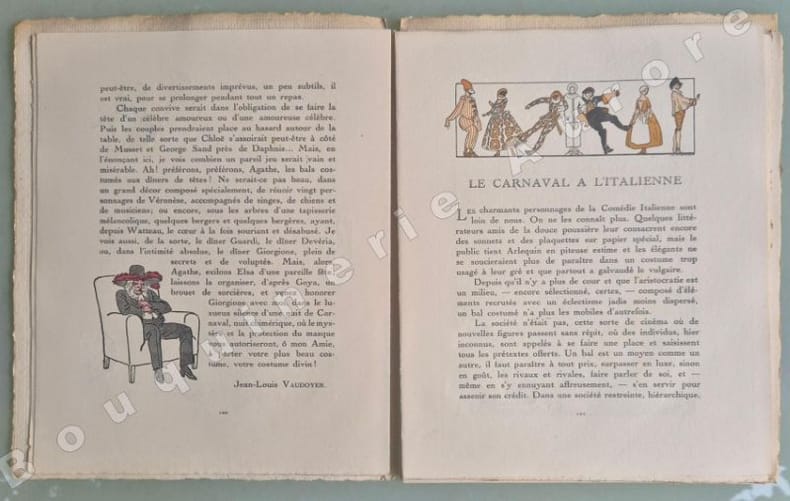 peut-être, de divertissements imprévus, un peu subtils, il
est vrai, pour se prolonger pendant tout un repas.
Chaque convive serait dans l'obligation de se faire la
tête d'un célèbre amoureux ou d'une amoureuse célèbre.
Puis les couples prendraient place au hasard autour de la
table, de telle sorte que Chloé s'assoirait peut-être à côté
de Musset et George Sand près de Daphnis... Mais, en
l'énonçant ici, je vois combien un pareil jeu serait vain et
misérable. Ah! préférons, préférons, Agathe, les bals cos-
tumés aux dîners de têtes! Ne serait-ce pas beau, dans
un grand décor composé spécialement, de réunir vingt per-
sonnages de Véronèse, accompagnés de singes, de chiens et
de musiciens; ou encore, sous les arbres d'une tapisserie
mélancolique, quelques bergers et quelques bergères, ayant,
depuis Watteau, le cœur à la fois souriant et désabusé. Je
vois aussi, de la sorte, le dîner Guardi, le dîner Devéria,
ou, dans l'intimité absolue, le dîner Giorgione, plein de
secrets et de voluptés. Mais, alors,
Agathe, exilons Elsa d'une pareille fête;
laissons le organiser, d'après Goya, un
brouet de sorcières, et venez honorer
Giorgione avec moi, dans le lu-
xueux silence d'une nuit de Car-
naval, nuit chimérique, où le mys-
tère et la protection du masque
nous autoriseront, ô mon Amie,
à porter votre plus beau cos-
tume, votre costume divin!
Jean-Louis VAUDOYER.
LE CARNAVAL A L'ITALIENNE
LES charmants personnages de la Comédie Italienne sont
loin de nous. On ne les connaît plus. Quelques litté-
rateurs amis de la douce poussière leur consacrent encore
des sonnets et des plaquettes sur papier spécial, mais le
public tient Arlequin en piteuse estime et les élégants ne
se soucieraient plus de paraître dans un costume trop
usagé à leur gré et que partout a galvaudé le vulgaire.
Depuis qu'il n'y a plus de cour et que l'aristocratie est
un milieu, — encore sélectionné, certes, — composé d'élé-
ments recrutés avec un éclectisme jadis moins dispersé,
un bal costumé n'a plus les mobiles d'autrefois.
La société n'était pas, cette sorte de cinéma où de
nouvelles figures passent sans répit, où des individus, hier
inconnus, sont appelés à se faire une place et saisissent
tous les prétextes offerts. Un bal est un moyen comme un
autre, il faut paraître à tout prix, surpasser en luxe, sinon
en goût, les rivaux et rivales, faire parler de soi, et —
même en s'y ennuyant affreusement, — s'en servir pour
asseoir son crédit. Dans une société restreinte, hiérarchique,
Bouquinerie Aurore